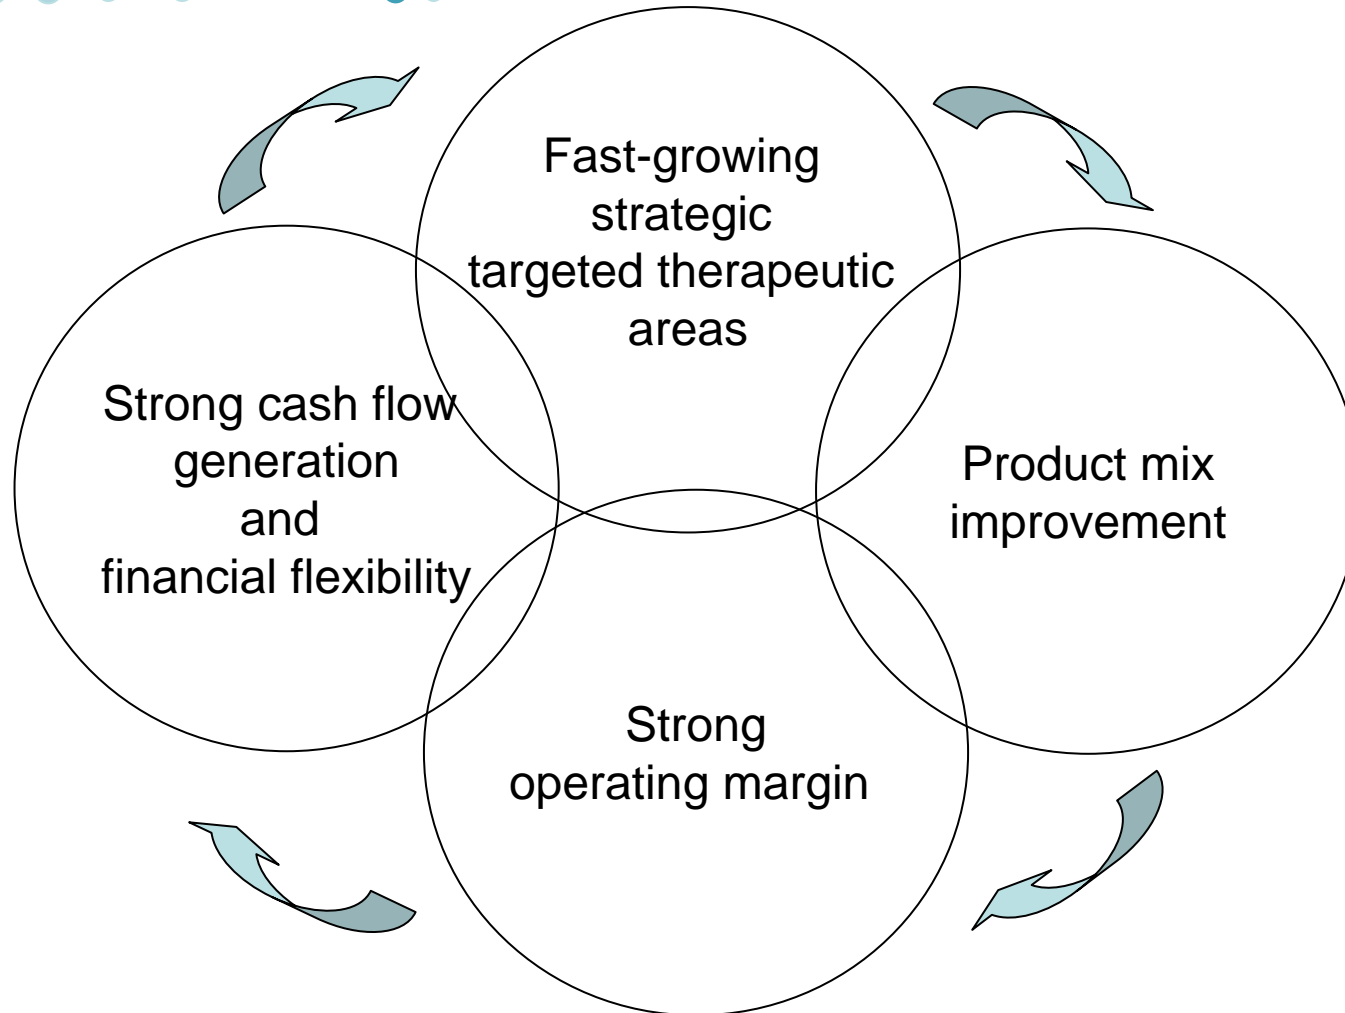 Fast-growing
strategic
targeted therapeutic
areas
Strong cash flow
generation
and
financial flexibility
Product mix
improvement
Strong
operating margin